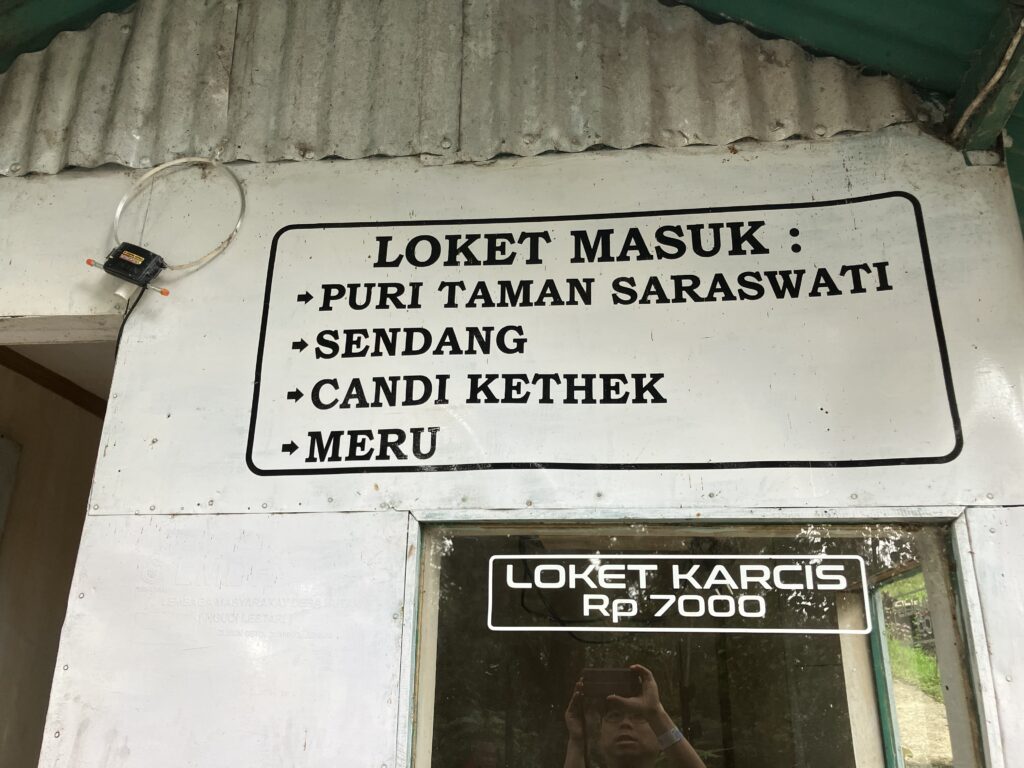 LOKET MASUK :
➔PURI TAMAN SARASWATI
➔SENDANG
➔CANDI KETHEK
➔MERU
LOKET KARCIS
Rp 7000